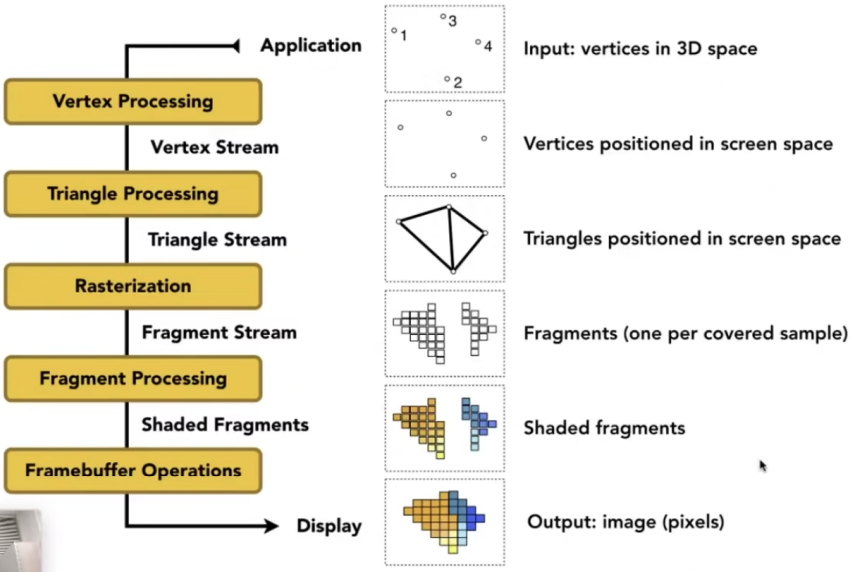 Application
1
3
4
2
Input: vertices in 3D space
Vertex Processing
Vertex Stream
Vertices positioned in screen space
Triangle Processing
Triangle Stream
Triangles positioned in screen space
Rasterization
Fragment Stream
Fragments (one per covered sample)
Fragment Processing
Shaded Fragments
Shaded fragments
Framebuffer Operations
Display
Output: image (pixels)